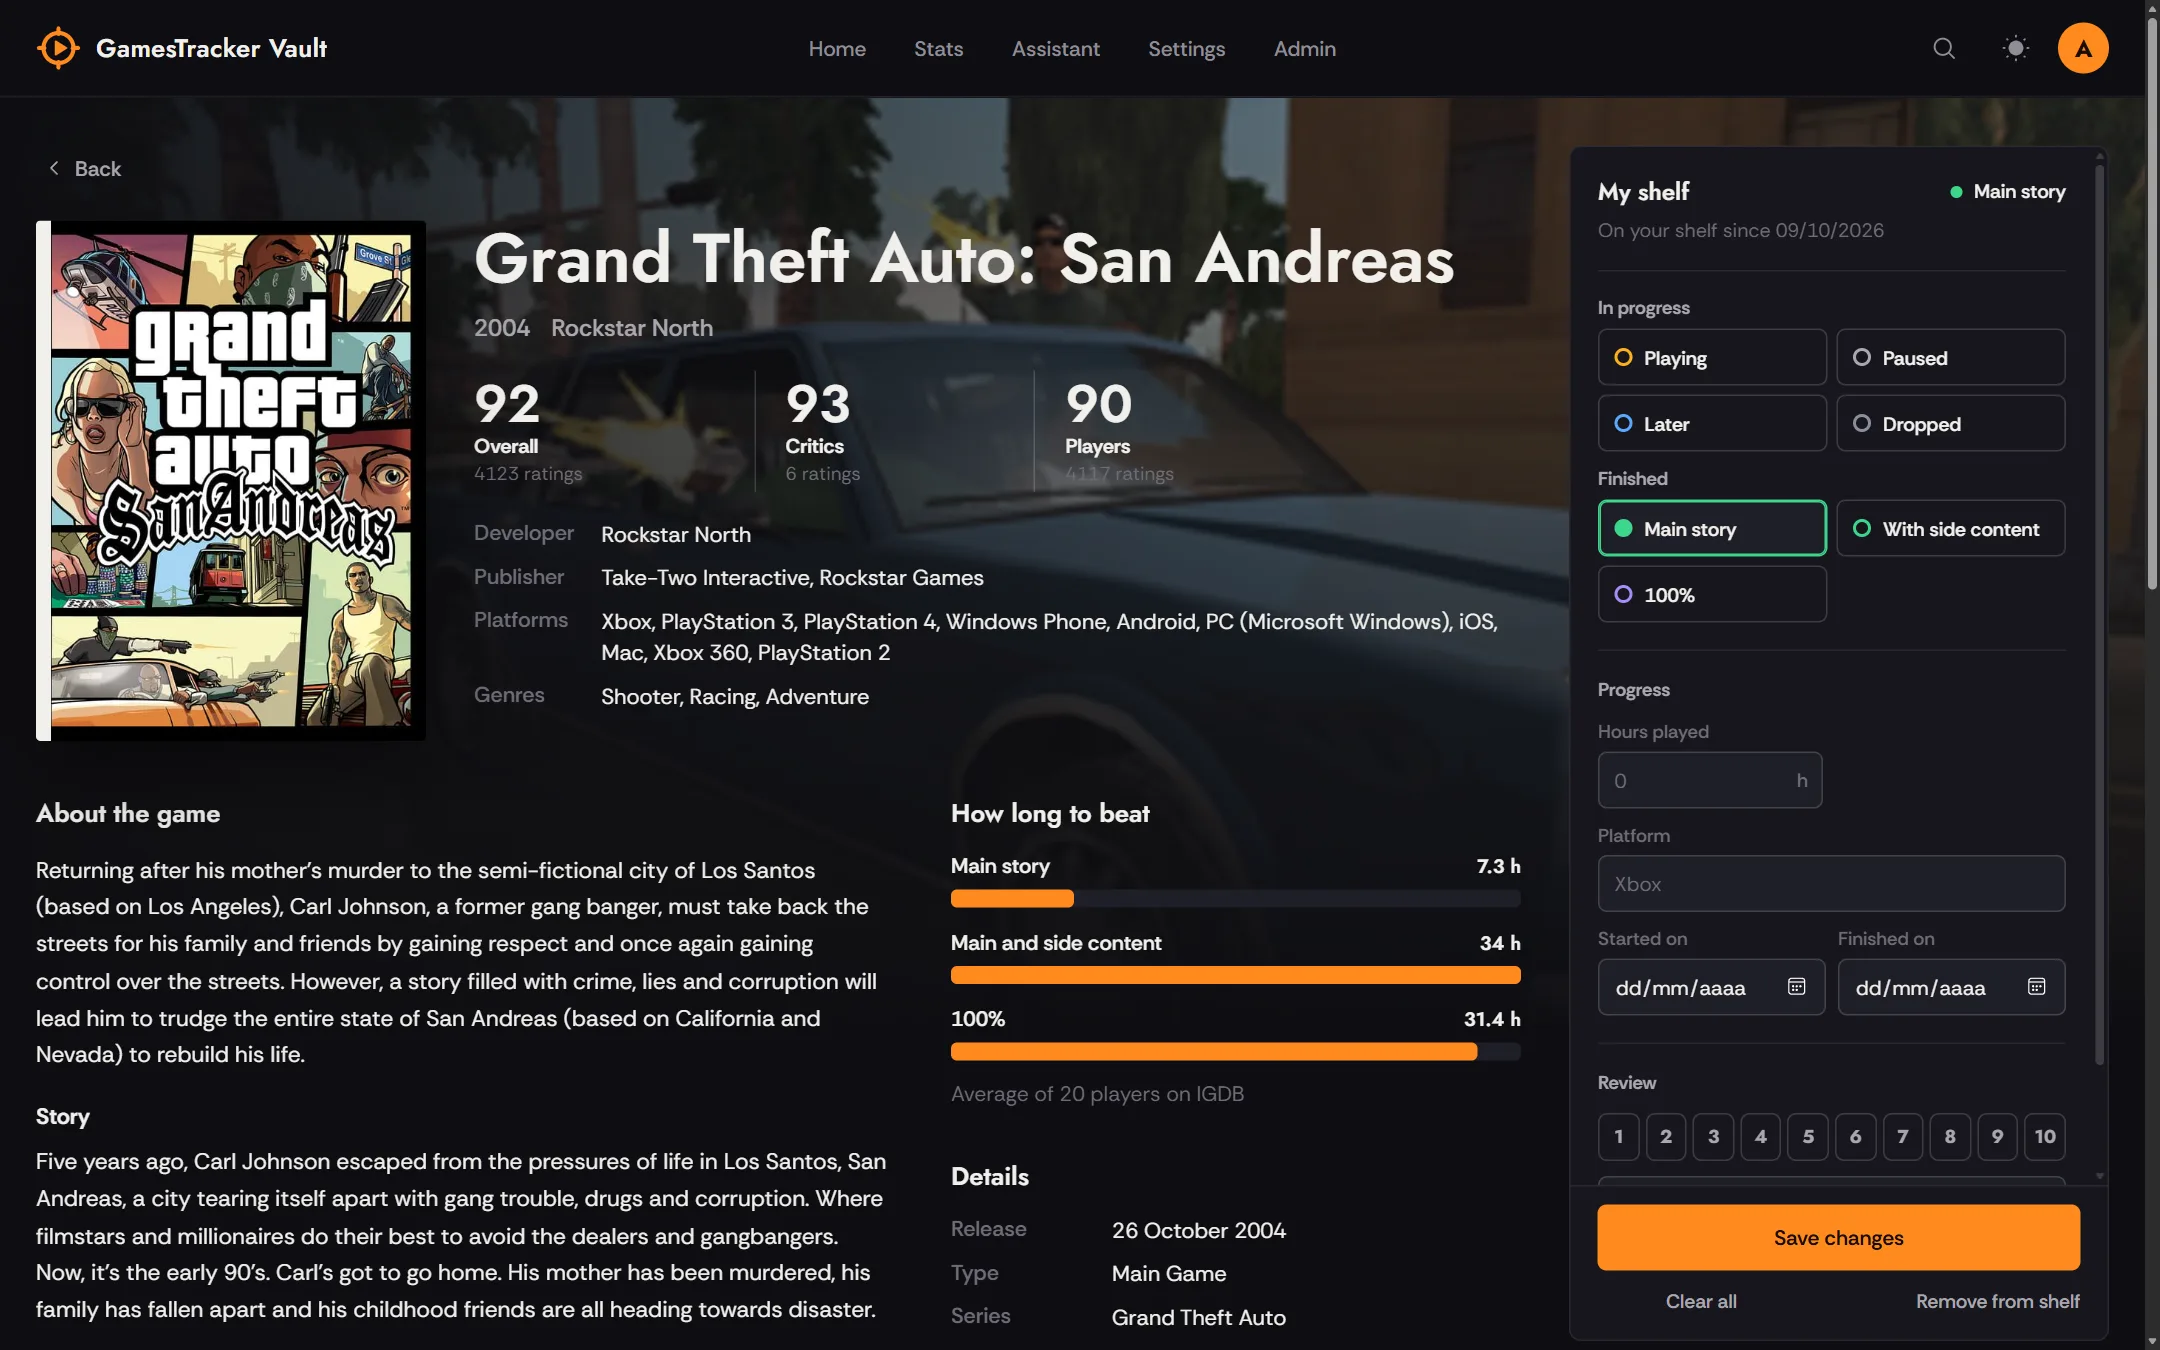 GamesTracker Vault
Home
Stats
Assistant
Settings
Admin
A
Back
Grove St
grand
theft
auto
San Andreas
Grand Theft Auto: San Andreas
2004 Rockstar North
92
Overall
4123 ratings
93
Critics
6 ratings
90
Players
4117 ratings
Developer Rockstar North
Publisher Take-Two Interactive, Rockstar Games
Platforms Xbox, PlayStation 3, PlayStation 4, Windows Phone, Android, PC (Microsoft Windows), iOS,
Mac, Xbox 360, PlayStation 2
Genres Shooter, Racing, Adventure
About the game
Returning after his mother's murder to the semi-fictional city of Los Santos
(based on Los Angeles), Carl Johnson, a former gang banger, must take back the
streets for his family and friends by gaining respect and once again gaining
control over the streets. However, a story filled with crime, lies and corruption will
lead him to trudge the entire state of San Andreas (based on California and
Nevada) to rebuild his life.
Story
Five years ago, Carl Johnson escaped from the pressures of life in Los Santos, San
Andreas, a city tearing itself apart with gang trouble, drugs and corruption. Where
filmstars and millionaires do their best to avoid the dealers and gangbangers.
Now, it's the early 90's. Carl's got to go home. His mother has been murdered, his
family has fallen apart and his childhood friends are all heading towards disaster.
How long to beat
Main story 7.3 h
Main and side content 34 h
100% 31.4 h
Average of 20 players on IGDB
Details
Release 26 October 2004
Type Main Game
Series Grand Theft Auto
My shelf
Main story
On your shelf since 09/10/2026
In progress
Playing
Paused
Later
Dropped
Finished
Main story
With side content
100%
Progress
Hours played
0 h
Platform
Xbox
Started on
Finished on
dd/mm/aaaa
dd/mm/aaaa
Review
1 2 3 4 5 6 7 8 9 10
Save changes
Clear all
Remove from shelf